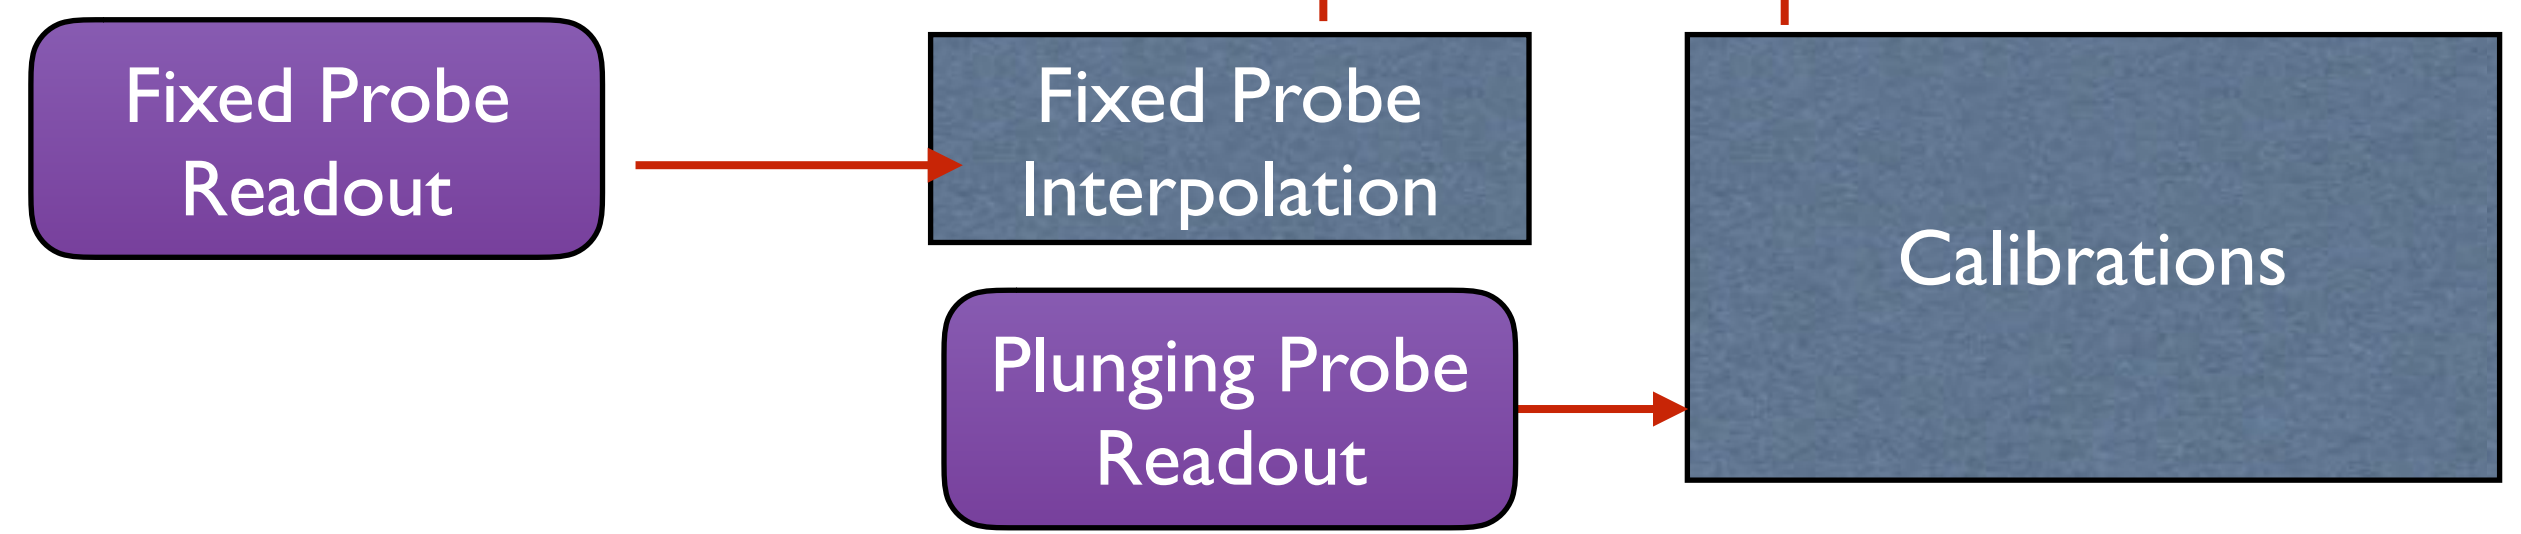 Fixed Probe
Readout
Fixed Probe
Interpolation
Plunging Probe
Readout
Calibrations